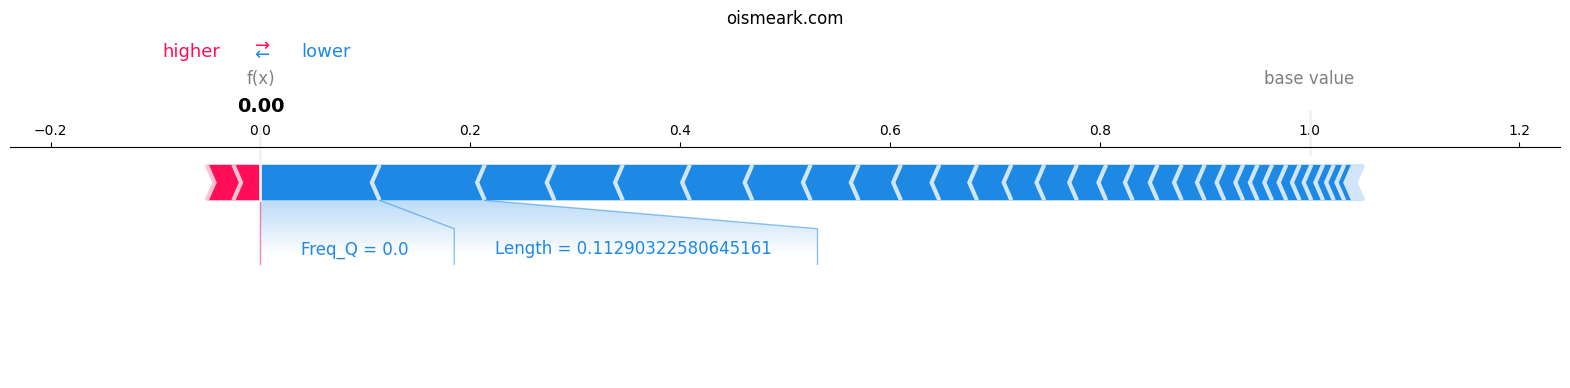 oismeark.com
higher ⇄ lower
f(x)
base value
0.00
−0.2 0.0 0.2 0.4 0.6 0.8 1.0 1.2
Freq_Q = 0.0
Length = 0.11290322580645161